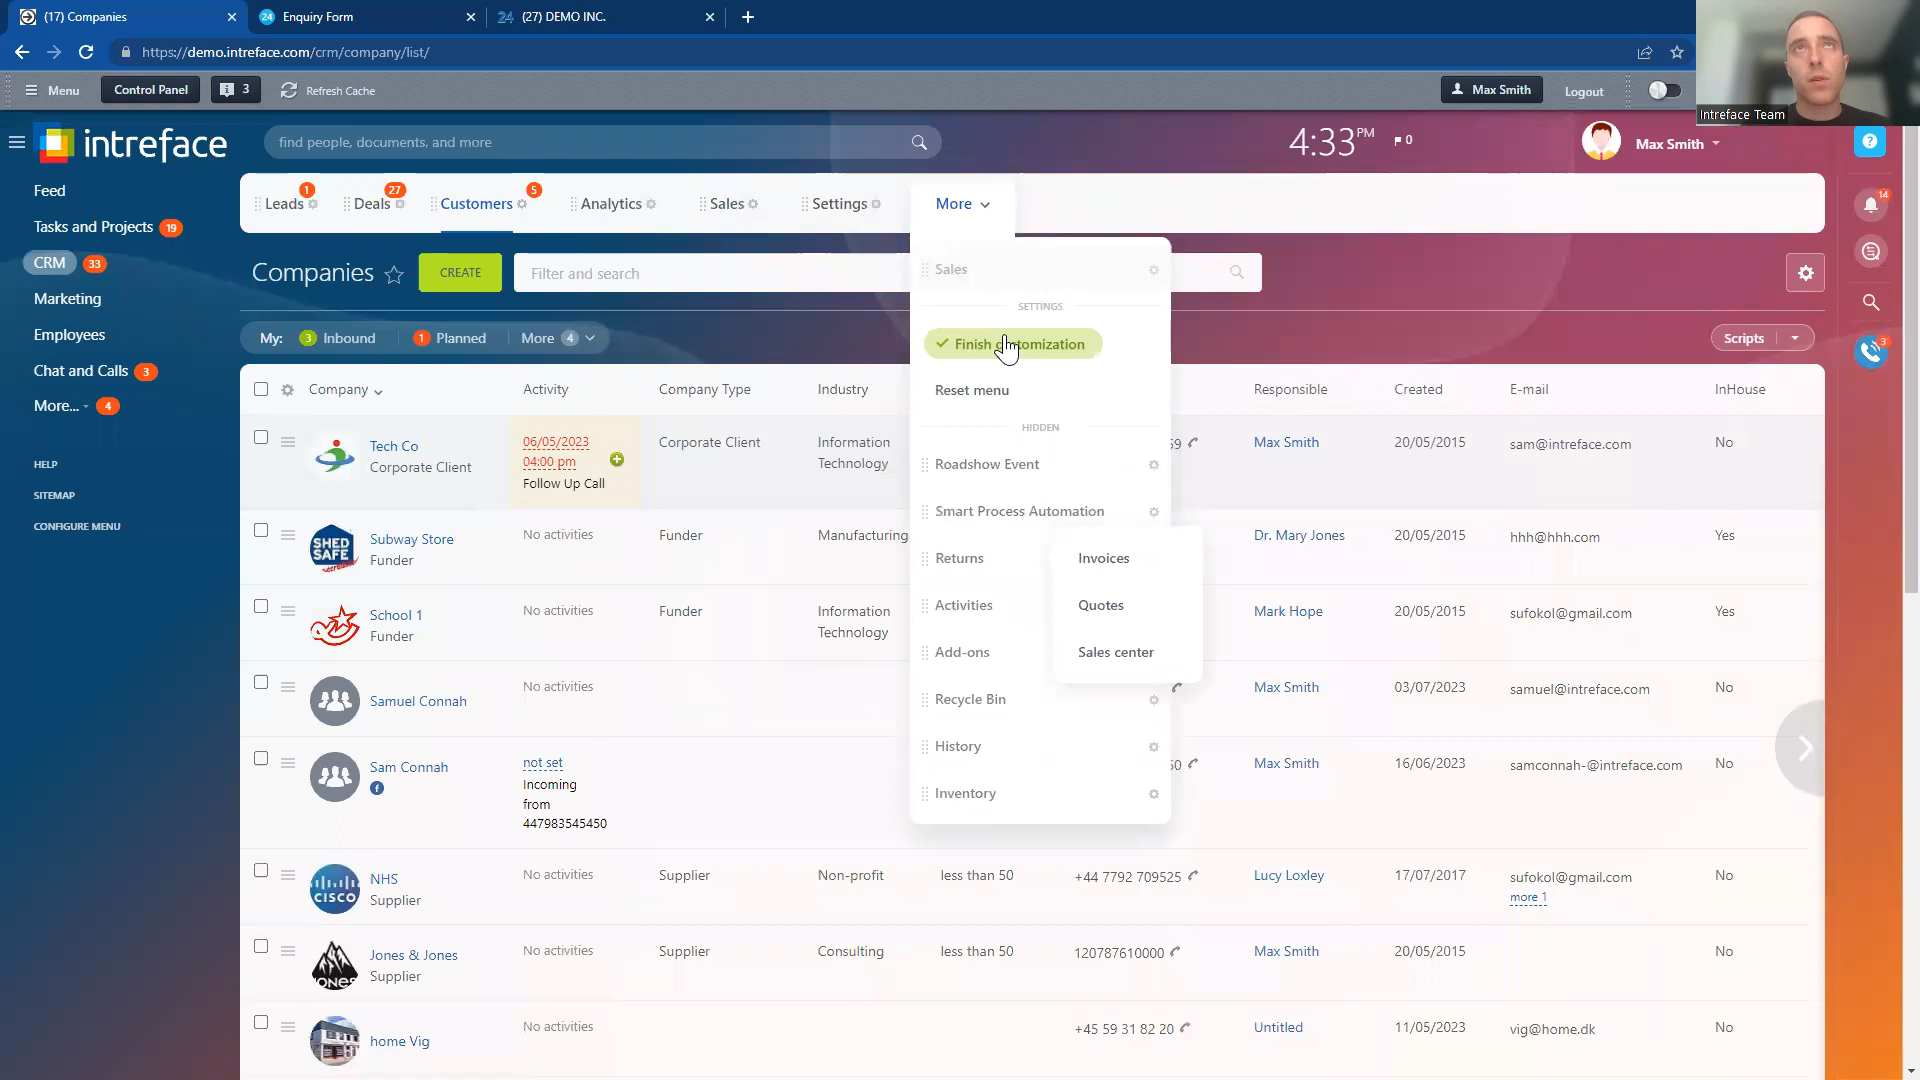 (17) Companies
Enquiry Form
24 (27) DEMO INC.
https://demo.intreface.com/crm/company/list/
Menu
Control Panel
3
Refresh Cache
Max Smith
Logout
Intreface Team
intreface
find people, documents, and more
4:33 PM
0
Max Smith
Feed
Tasks and Projects 19
CRM 33
Marketing
Employees
Chat and Calls 3
More... 4
HELP
SITEMAP
CONFIGURE MENU
Leads 1
Deals 27
Customers 5
Analytics
Sales
Settings
More
14
3
Companies
CREATE
Filter and search
My: 3 Inbound 1 Planned More 4
Scripts
Sales
SETTINGS
Finish
Reset menu
HIDDEN
Roadshow Event
Smart Process Automation
Returns
Activities
Add-ons
Recycle Bin
History
Inventory
Invoices
Quotes
Sales center
Company Activity Company Type Industry Responsible Created E-mail InHouse
Tech Co
Corporate Client
06/05/2023
04:00 pm
Follow Up Call
Corporate Client
Information
Technology
Max Smith
20/05/2015
sam@intreface.com
No
SHED
SAFE
Subway Store
Funder
No activities
Funder
Manufacturing
Dr. Mary Jones
20/05/2015
hhh@hhh.com
Yes
School 1
Funder
No activities
Funder
Information
Technology
Mark Hope
20/05/2015
sufokol@gmail.com
Yes
Samuel Connah
No activities
Max Smith
03/07/2023
samuel@intreface.com
No
Sam Connah
not set
Incoming
from
447983545450
Max Smith
16/06/2023
samconnah-@intreface.com
No
CISCO
NHS
Supplier
No activities
Supplier
Non-profit
less than 50
+44 7792 709525
Lucy Loxley
17/07/2017
sufokol@gmail.com
more 1
No
Jones & Jones
Supplier
No activities
Supplier
Consulting
less than 50
120787610000
Max Smith
20/05/2015
No
home Vig
No activities
+45 59 31 82 20
Untitled
11/05/2023
vig@home.dk
No